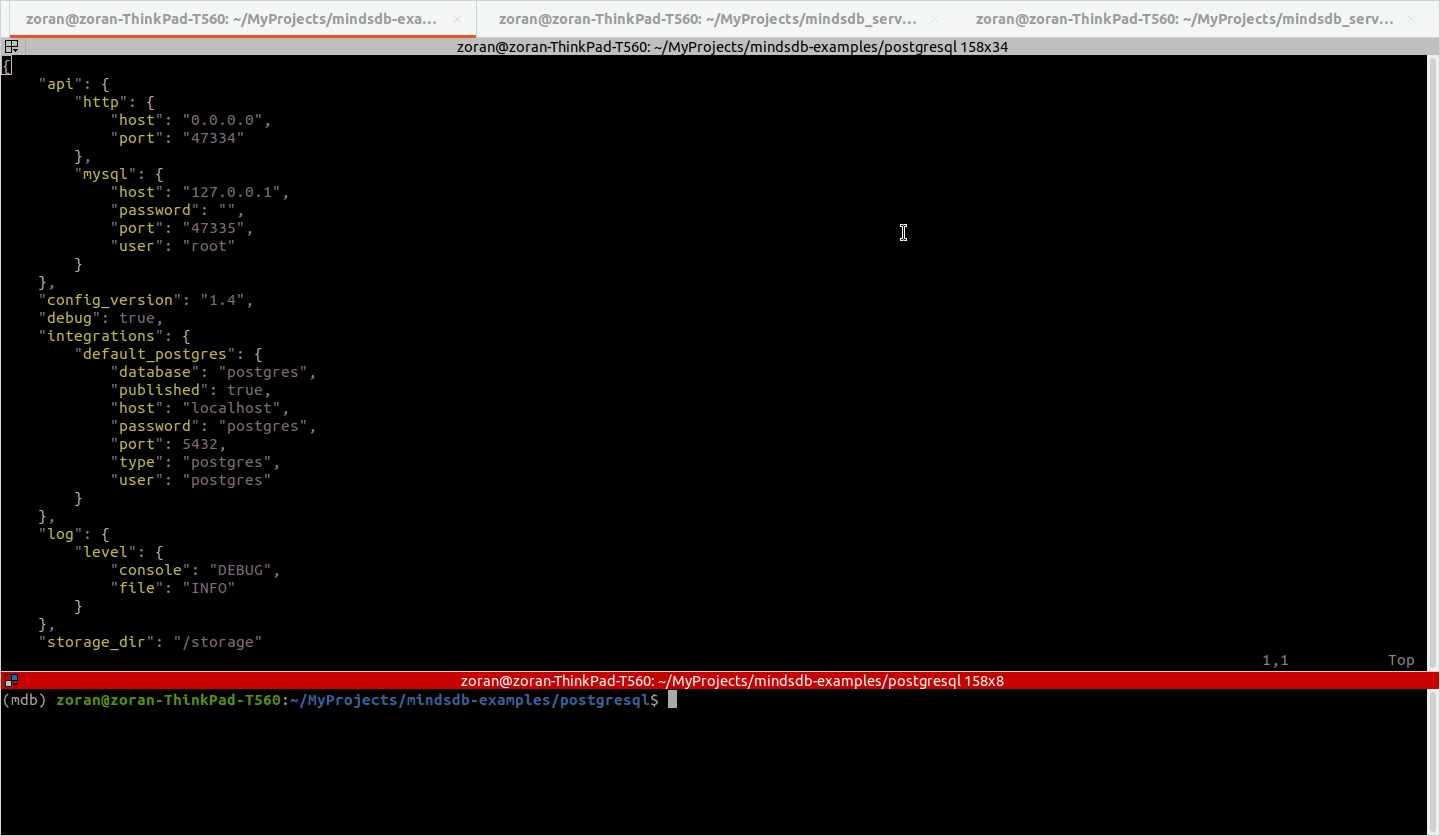 zoran@zoran-ThinkPad-T560: ~/MyProjects/mindsdb-exa... × zoran@zoran-ThinkPad-T560: ~/MyProjects/mindsdb_serv... × zoran@zoran-ThinkPad-T560: ~/MyProjects/mindsdb_serv... ×
zoran@zoran-ThinkPad-T560: ~/MyProjects/mindsdb-examples/postgresql 158x34
{
    "api": {
        "http": {
            "host": "0.0.0.0",
            "port": "47334"
        },
        "mysql": {
            "host": "127.0.0.1",
            "password": "",
            "port": "47335",
            "user": "root"
        }
    },
    "config_version": "1.4",
    "debug": true,
    "integrations": {
        "default_postgres": {
            "database": "postgres",
            "published": true,
            "host": "localhost",
            "password": "postgres",
            "port": 5432,
            "type": "postgres",
            "user": "postgres"
        }
    },
    "log": {
        "level": {
            "console": "DEBUG",
            "file": "INFO"
        }
    },
    "storage_dir": "/storage"
1,1 Top
zoran@zoran-ThinkPad-T560: ~/MyProjects/mindsdb-examples/postgresql 158x8
(mdb) zoran@zoran-ThinkPad-T560:~/MyProjects/mindsdb-examples/postgresql$